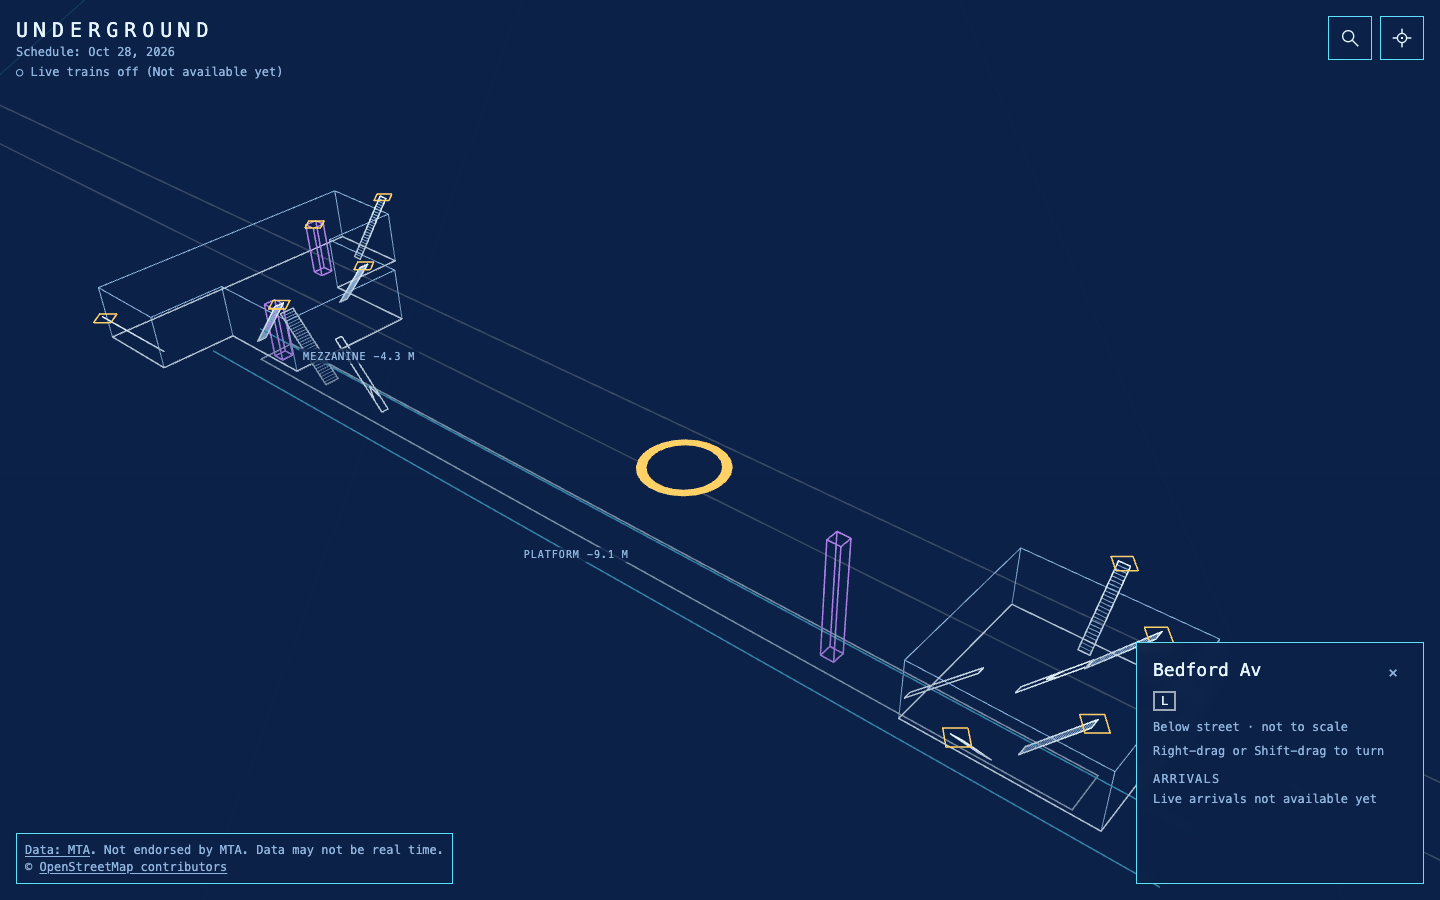 UNDERGROUND
Schedule: Oct 28, 2026
Live trains off (Not available yet)
MEZZANINE −4.3 M
PLATFORM −9.1 M
Bedford Av
×
L
Below street · not to scale
Right-drag or Shift-drag to turn
ARRIVALS
Live arrivals not available yet
Data: MTA. Not endorsed by MTA. Data may not be real time.
© OpenStreetMap contributors